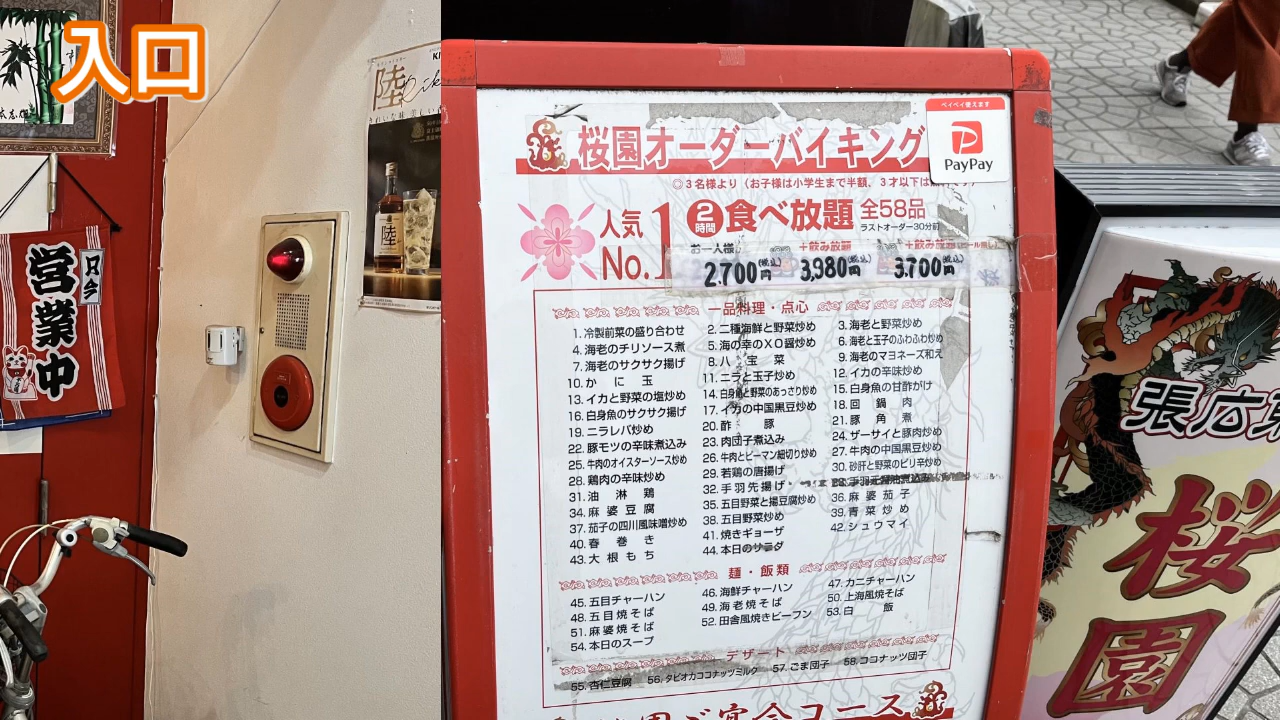 入口
営業中
只今
陸
桜園オーダーバイキング
ペイペイ使えます
PayPay
◎3名様より（お子様は小学生まで半額、3才以下は
人気
No.1
2時間 食べ放題 全58品
ラストオーダー30分前
お一人様 +飲み放題 +飲み放題
2.700円(税込) 3,980円(税込) 3.700円(税込)
一品料理・点心
1.冷製前菜の盛り合わせ 2.二種海鮮と野菜炒め 3.海老と野菜炒め
4.海老のチリソース煮 5.海の幸のXO醤炒め 6.海老と玉子のふわふわ炒め
7.海老のサクサク揚げ 8.八宝菜 9.海老のマヨネーズ和え
10.かに玉 11.ニラと玉子炒め 12.イカの辛味炒め
13.イカと野菜の塩炒め 14.白身魚と野菜のあっさり炒め 15.白身魚の甘酢がけ
16.白身魚のサクサク揚げ 17.イカの中国黒豆炒め 18.回鍋肉
19.ニラレバ炒め 20.酢豚 21.豚角煮
22.豚モツの辛味煮込み 23.肉団子煮込み 24.ザーサイと豚肉炒め
25.牛肉のオイスターソース炒め 26.牛肉とピーマン細切り炒め 27.牛肉の中国黒豆炒め
28.鶏肉の辛味炒め 29.若鶏の唐揚げ 30.砂肝と野菜のピリ辛炒め
31.油淋鶏 32.手羽先揚げ
34.麻婆豆腐 35.五目野菜と揚豆腐炒め 36.麻婆茄子
37.茄子の四川風味噌炒め 38.五目野菜炒め 39.青菜炒め
40.春巻き 41.焼きギョーザ 42.シュウマイ
43.大根もち 44.本日のサラダ
麺・飯類
45.五目チャーハン 46.海鮮チャーハン 47.カニチャーハン
48.五目焼そば 49.海老焼そば 50.上海風焼そば
51.麻婆焼そば 52.田舎風焼きビーフン 53.白飯
54.本日のスープ
デザート
55.杏仁豆腐 56.タピオカココナッツミルク 57.ごま団子 58.ココナッツ団子
桜園ご宴会コース
張広
桜園